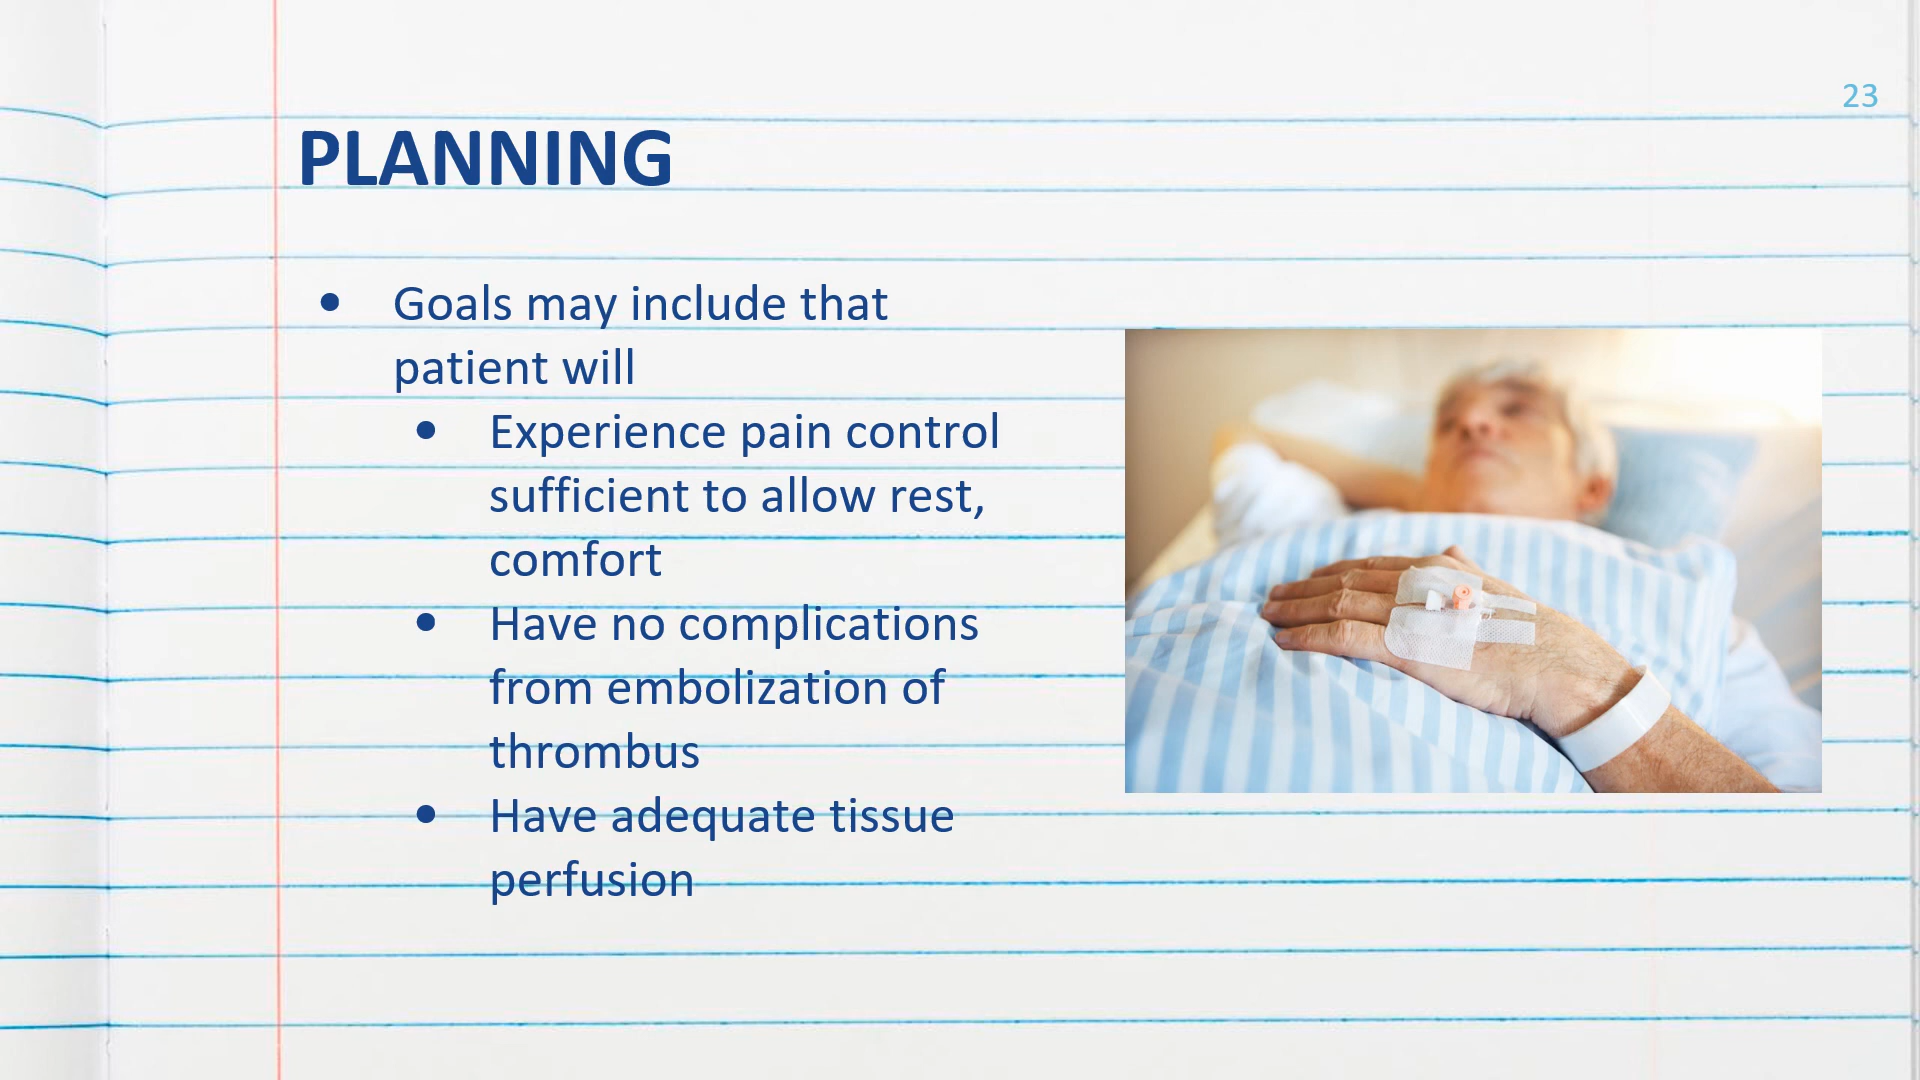 23
PLANNING
• Goals may include that
patient will
• Experience pain control
sufficient to allow rest,
comfort
• Have no complications
from embolization of
thrombus
• Have adequate tissue
perfusion